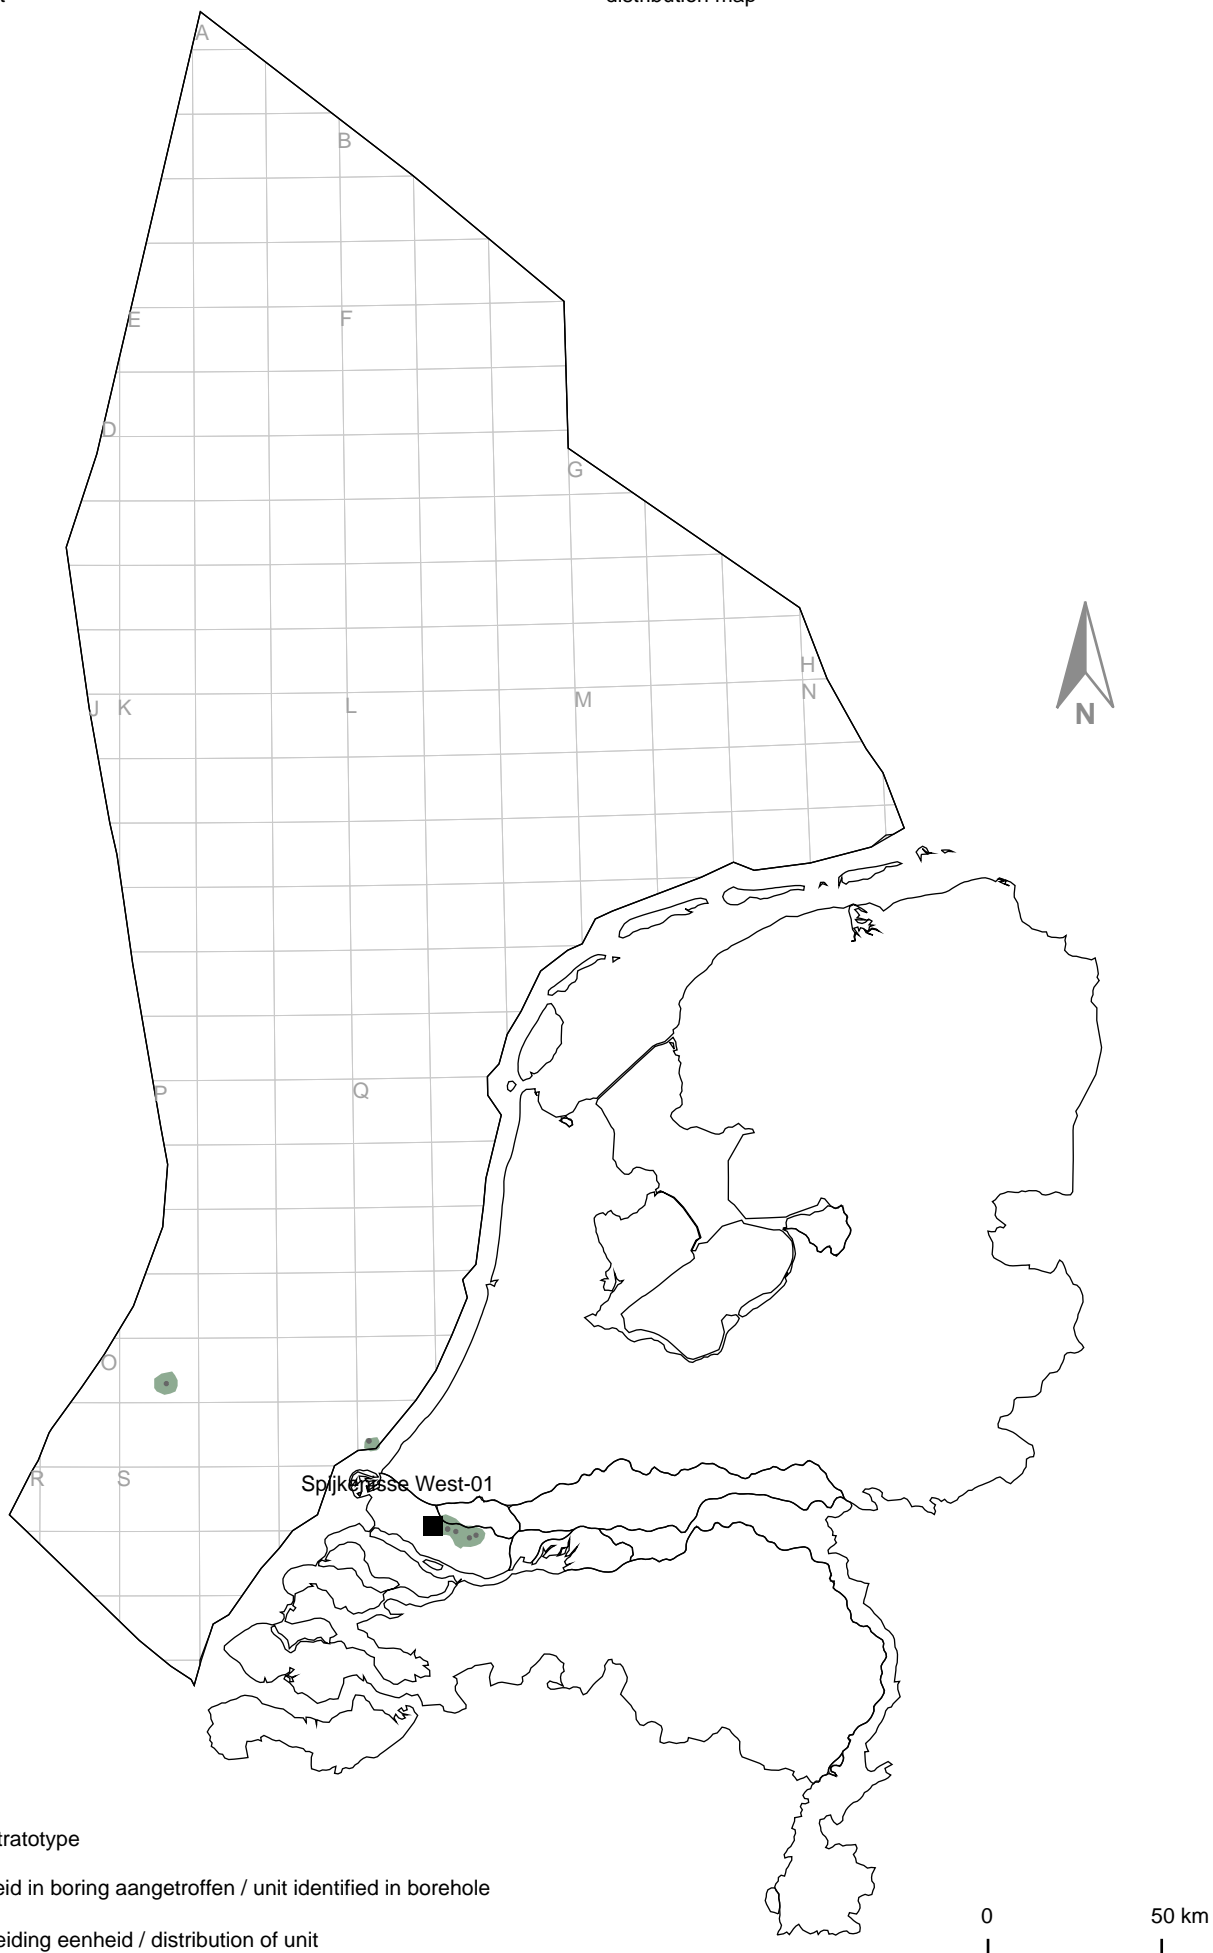 distribution map
A
B
E
F
D
G
H
N
J K
L
M
N
P
Q
O
R
S
Spijkenisse West-01
tratotype
eid in boring aangetroffen / unit identified in borehole
eiding eenheid / distribution of unit
0 50 km